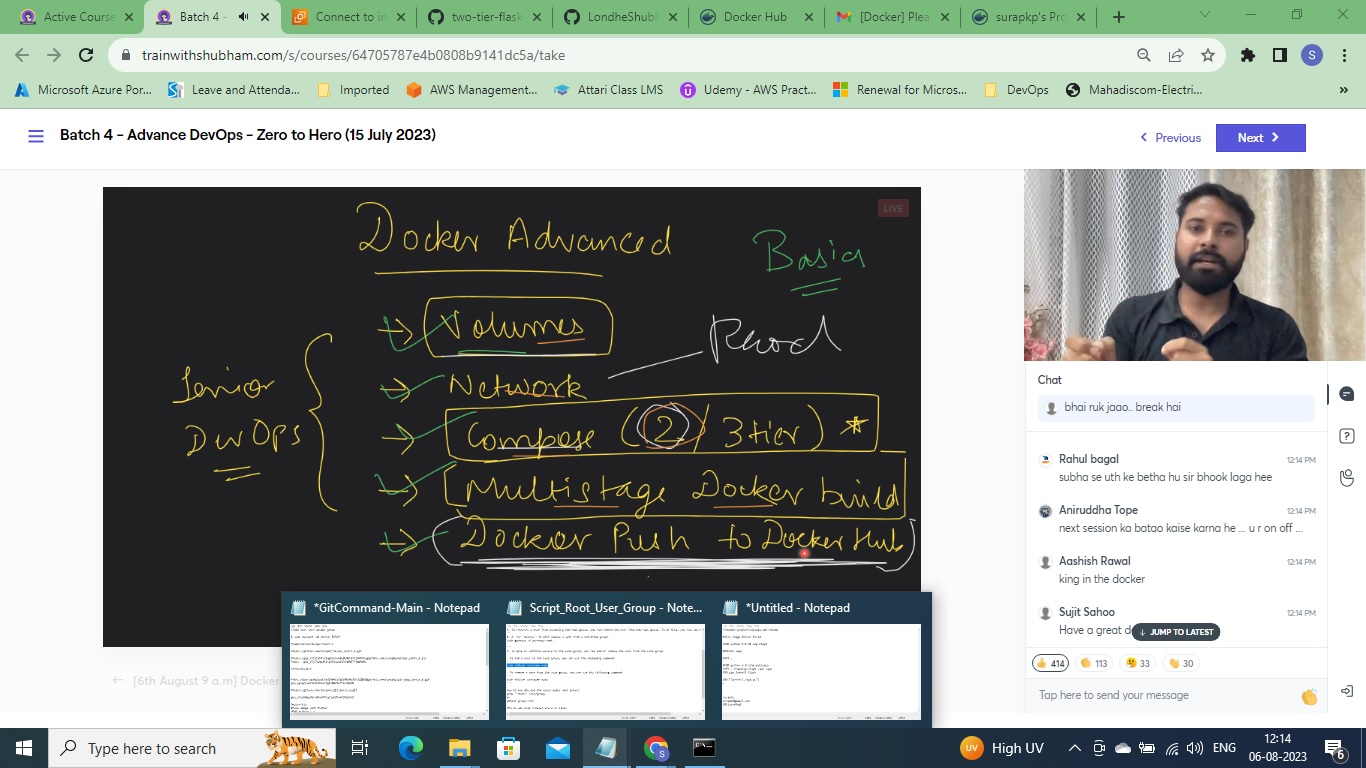 Active Course
Batch 4 -
Connect to in
two-tier-flask
LondheShubh
Docker Hub
[Docker] Plea
surapkp's Pro
trainwithshubham.com/s/courses/64705787e4b0808b9141dc5a/take
S
Microsoft Azure Por...
Leave and Attenda...
Imported
AWS Management...
Attari Class LMS
Udemy - AWS Pract...
Renewal for Micros...
DevOps
Mahadiscom-Electri...
»
Batch 4 - Advance DevOps - Zero to Hero (15 July 2023)
Previous
Next
LIVE
Docker Advanced
Basics
Volumes
Network
Senior
DevOps
Compose (2/3tier) *
Multistage Docker build
Docker Push to DockerHub
[6th August 9 a.m] Docker
Chat
bhai ruk jaao.. break hai
Rahul bagal 12:14 PM
subha se uth ke betha hu sir bhook laga hee
Aniruddha Tope 12:14 PM
next session ka batao kaise karna he ... u r on off ...
Aashish Rawal 12:14 PM
king in the docker
Sujit Sahoo 12:14 PM
Have a great d
JUMP TO LATEST
414
113
33
30
Tap here to send your message
*GitCommand-Main - Notepad
Script_Root_User_Group - Note...
*Untitled - Notepad
Type here to search
UV
High UV
ENG
12:14
06-08-2023
6